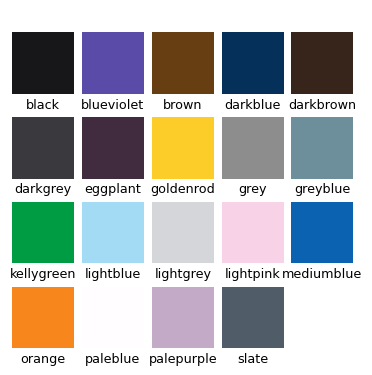 black blueviolet brown darkblue darkbrown
darkgrey eggplant goldenrod grey greyblue
kellygreen lightblue lightgrey lightpink mediumblue
orange paleblue palepurple slate